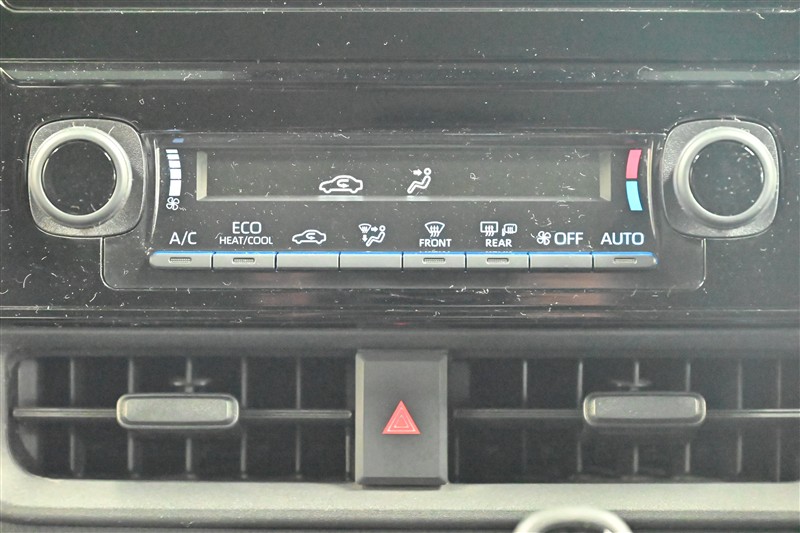 A/C
ECO
HEAT/COOL
FRONT
REAR
OFF
AUTO